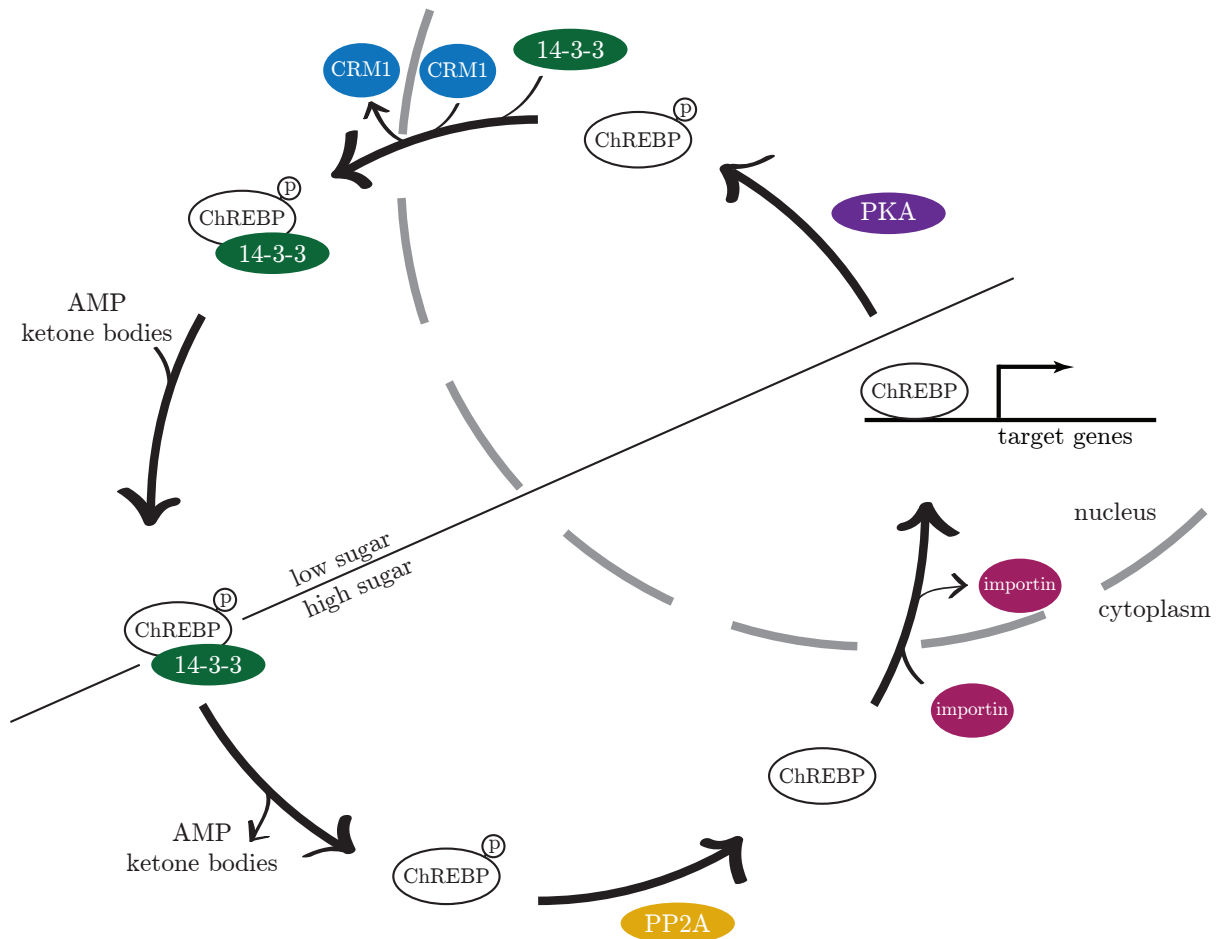 14-3-3
CRM1
CRM1
p
ChREBP
p
ChREBP
14-3-3
PKA
AMP
ketone bodies
ChREBP
target genes
low sugar
high sugar
nucleus
importin
cytoplasm
p
ChREBP
14-3-3
importin
ChREBP
AMP
ketone bodies
p
ChREBP
PP2A